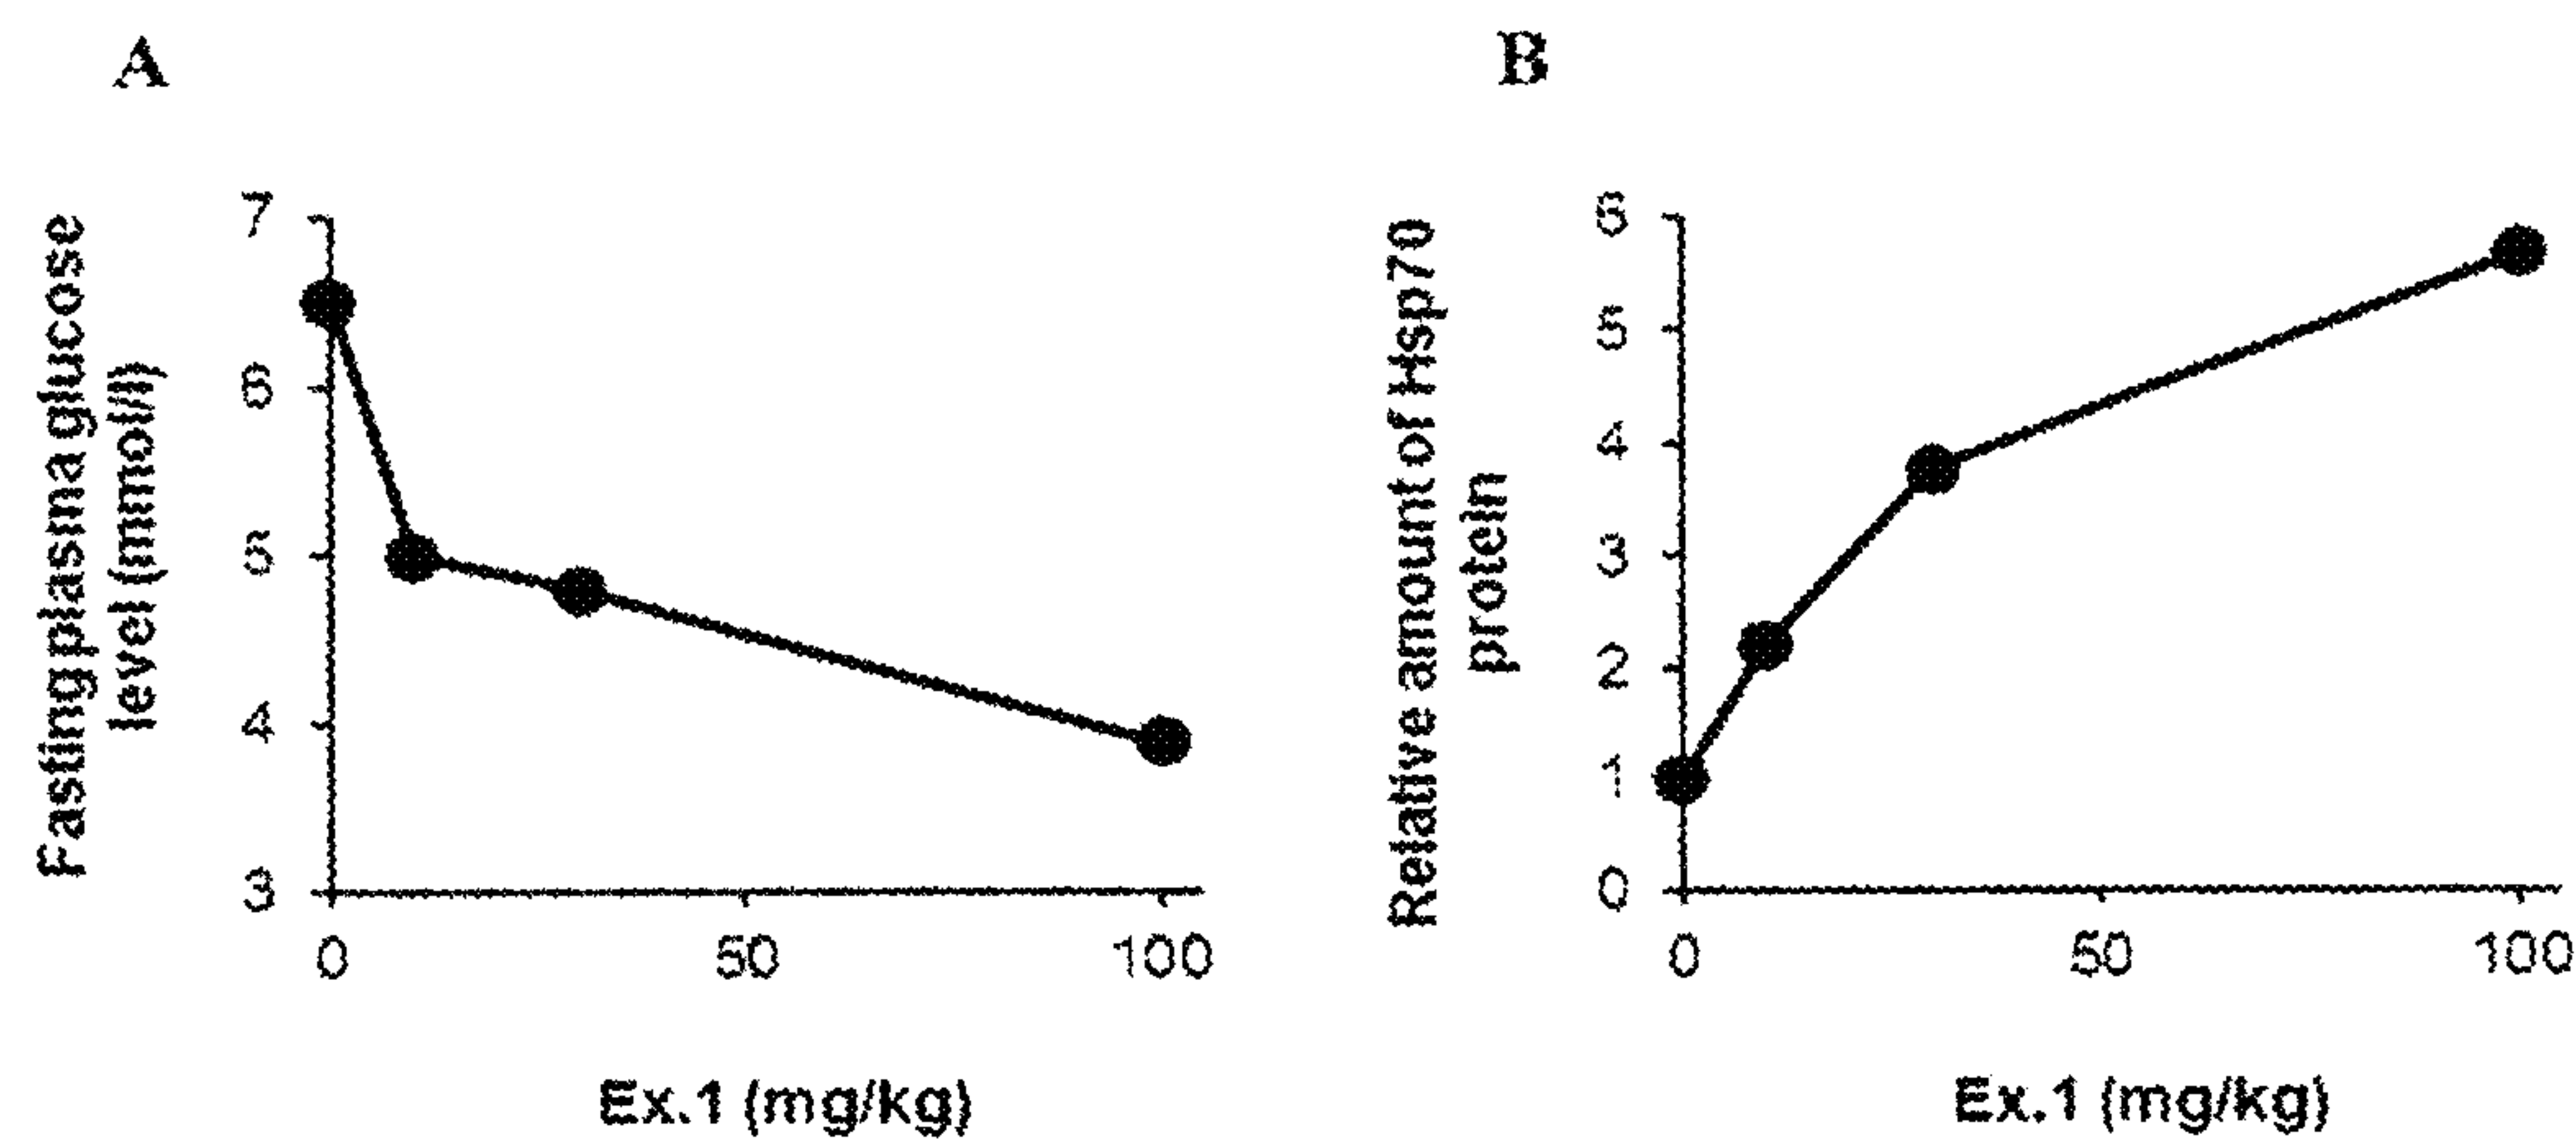 A
B
Fasting plasma glucose
level (mmol/l)
7
6
5
4
3
0
50
100
Ex.1 (mg/kg)
Relative amount of Hsp70
protein
6
5
4
3
2
1
0
0
50
100
Ex.1 (mg/kg)